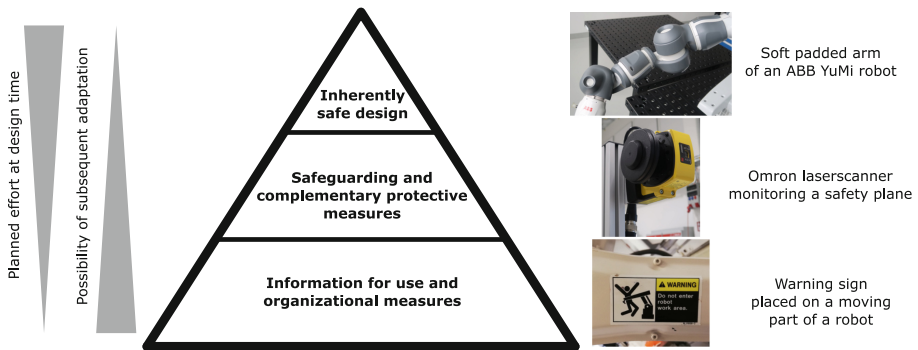 Planned effort at design time
Possibility of subsequent adaptation
Inherently
safe design
Safeguarding and
complementary protective
measures
Information for use and
organizational measures
Soft padded arm
of an ABB YuMi robot
Omron laserscanner
monitoring a safety plane
WARNING
Do not enter
robot
work area.
Warning sign
placed on a moving
part of a robot